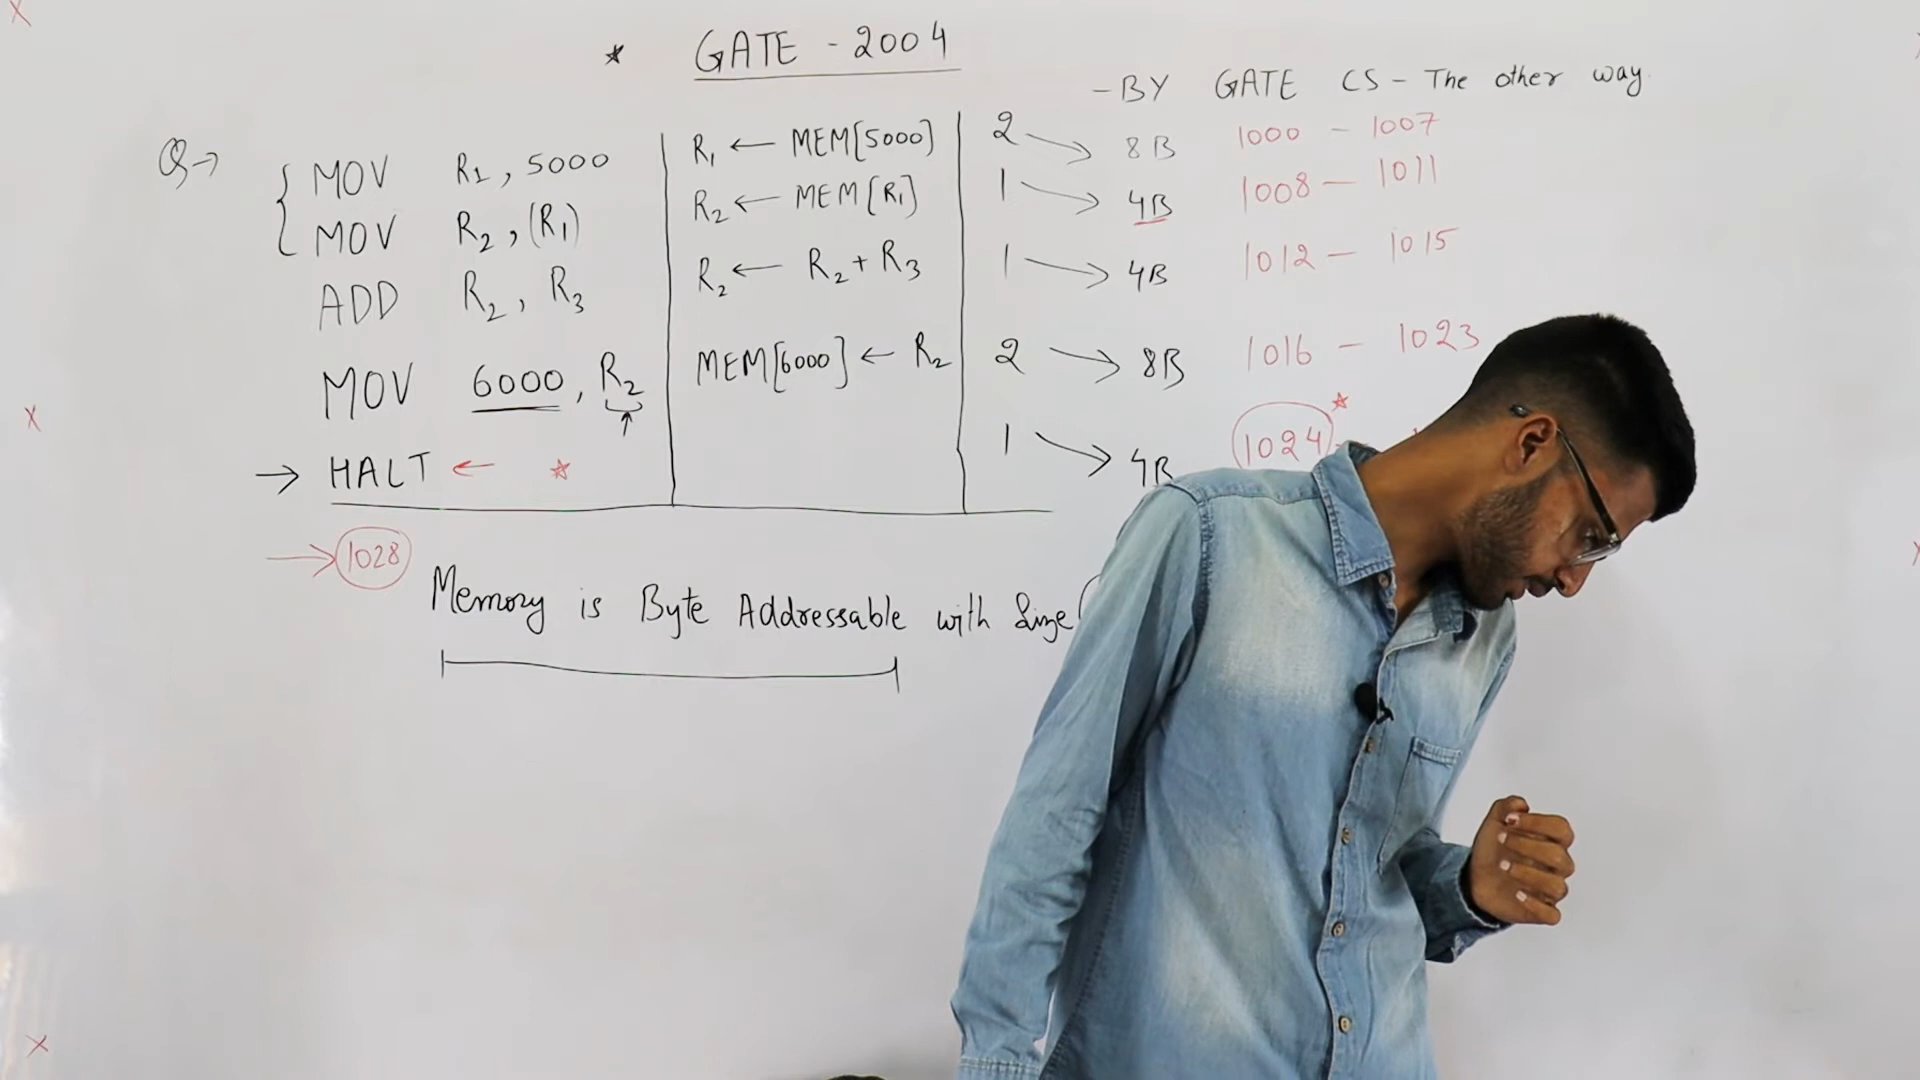 * GATE - 2004
- BY GATE CS - The other way
Q→ MOV R1, 5000 R1 ← MEM[5000] 2 → 8B 1000 - 1007
MOV R2, (R1) R2 ← MEM[R1] 1 → 4B 1008 - 1011
ADD R2, R3 R2 ← R2 + R3 1 → 4B 1012 - 1015
MOV 6000, R2 MEM[6000] ← R2 2 → 8B 1016 - 1023
→ HALT ← * 1 → 4B 1024 *
→ 1028
Memory is Byte Addressable with Size (